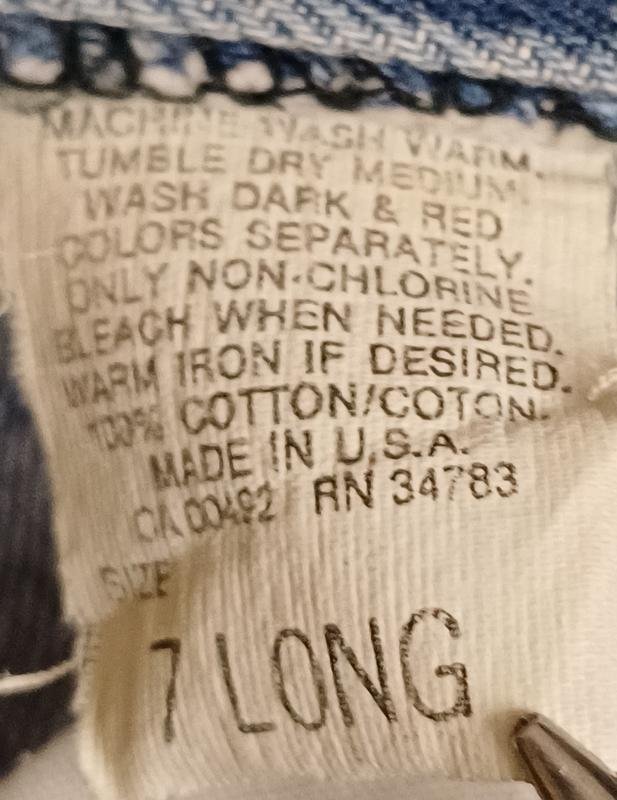 MACHINE WASH WARM.
TUMBLE DRY MEDIUM.
WASH DARK & RED
COLORS SEPARATELY.
ONLY NON-CHLORINE
BLEACH WHEN NEEDED.
WARM IRON IF DESIRED.
100% COTTON/COTON.
MADE IN U.S.A.
CA 00492 RN 34783
SIZE
7 LONG